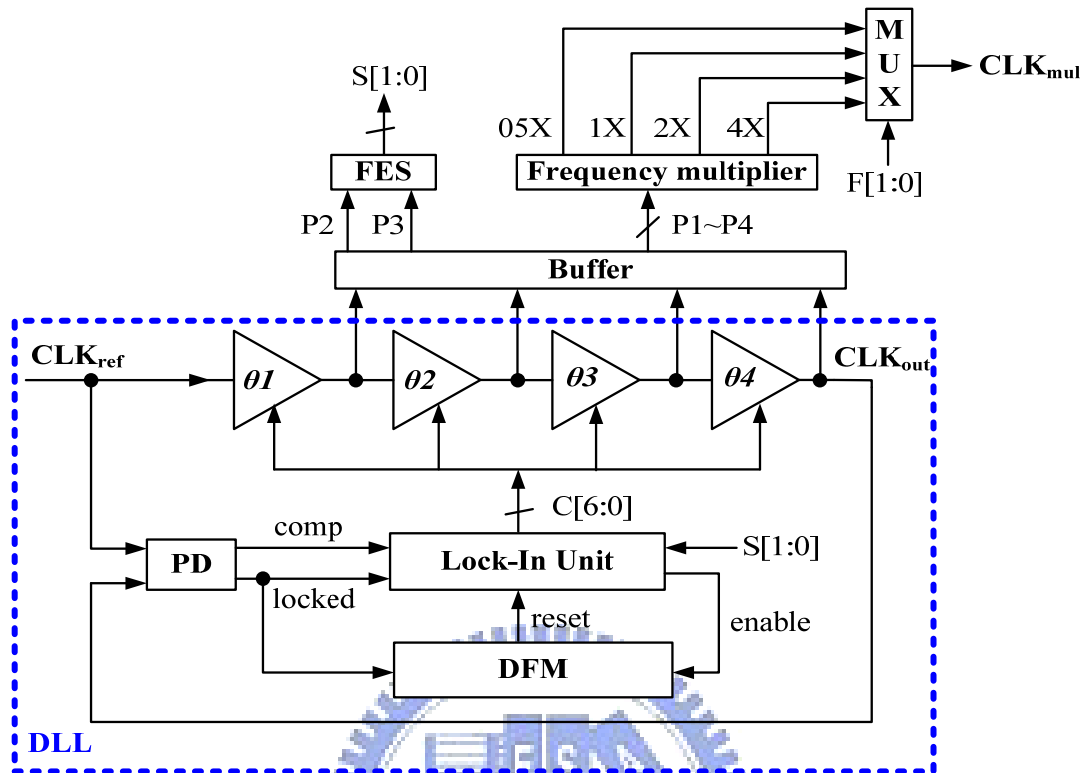 M
U
X
CLKmul
S[1:0]
05X 1X 2X 4X
FES
Frequency multiplier
F[1:0]
P2 P3 P1~P4
Buffer
CLKref
CLKout
θ1 θ2 θ3 θ4
C[6:0]
comp
PD
Lock-In Unit
S[1:0]
locked
reset
enable
DFM
DLL